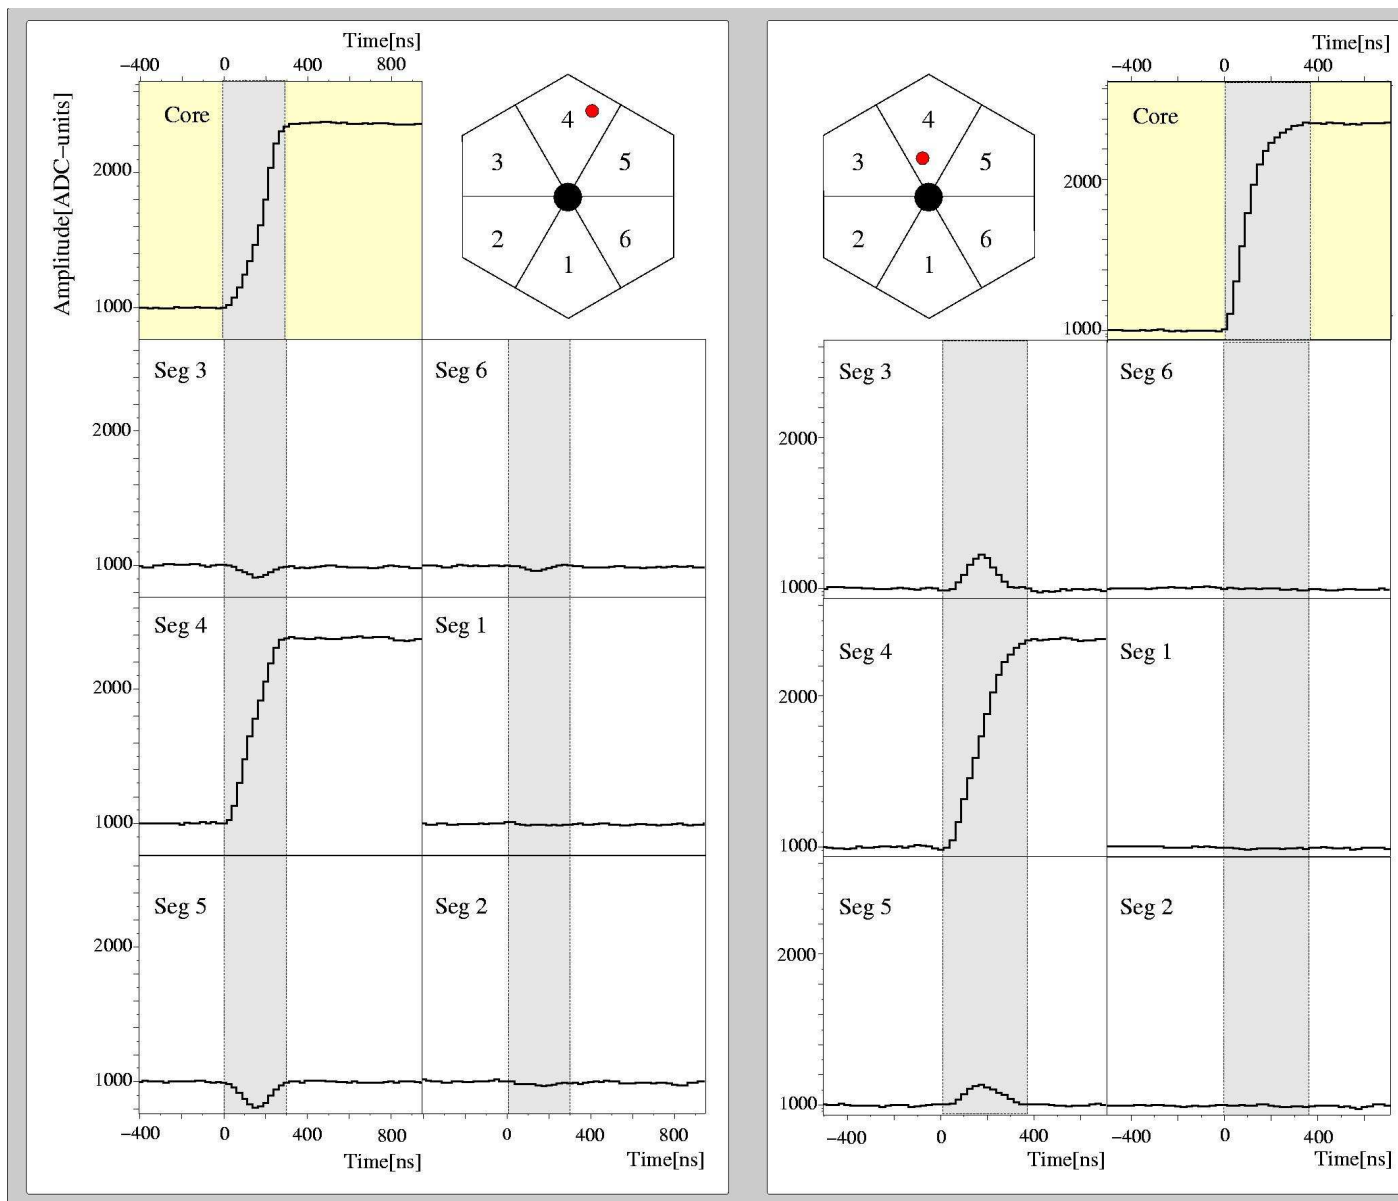 Time[ns]
−400 0 400 800
Amplitude[ADC−units]
Core
2000
1000
4
3 5
2 6
1
Seg 3 Seg 6
2000
1000
Seg 4 Seg 1
2000
1000
Seg 5 Seg 2
2000
1000
−400 0 400 800 0 800
Time[ns] Time[ns]
Time[ns]
−400 0 400
Core
2000
1000
4
3 5
2 6
1
Seg 3 Seg 6
2000
1000
Seg 4 Seg 1
2000
1000
Seg 5 Seg 2
2000
1000
−400 0 400 −400 0 400
Time[ns] Time[ns]